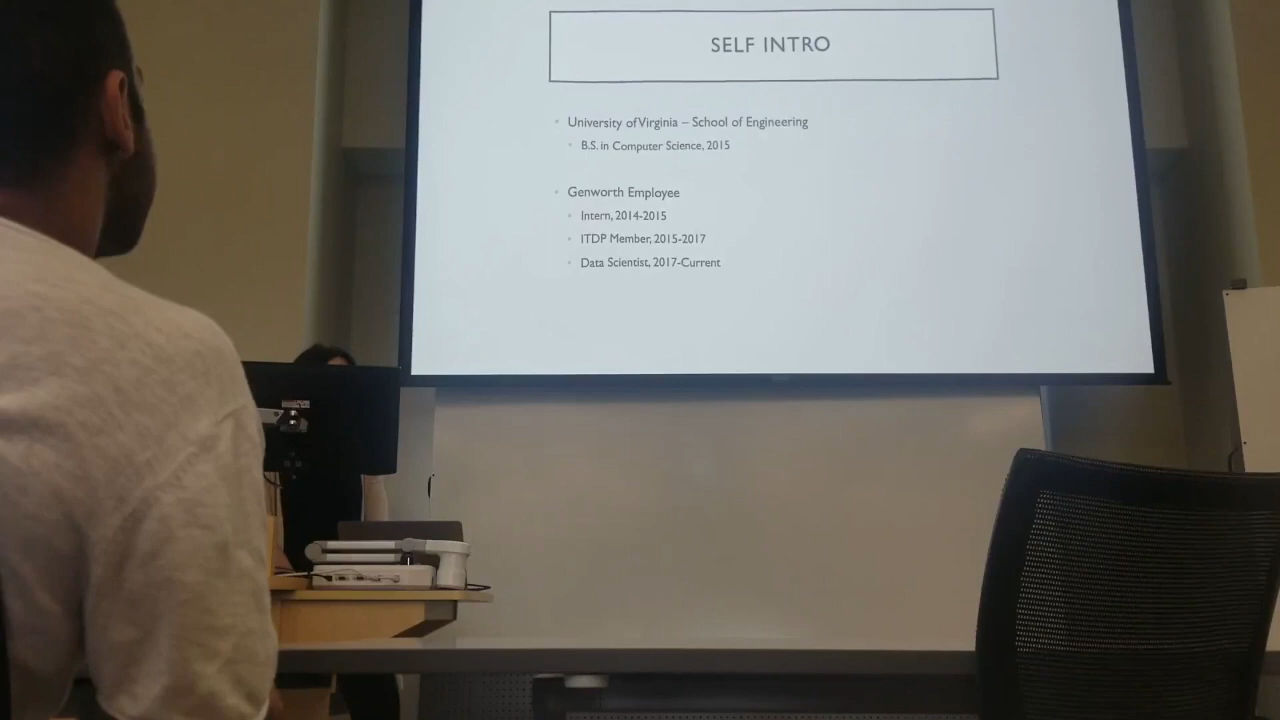 SELF INTRO
University of Virginia – School of Engineering
B.S. in Computer Science, 2015
Genworth Employee
Intern, 2014-2015
ITDP Member, 2015-2017
Data Scientist, 2017-Current